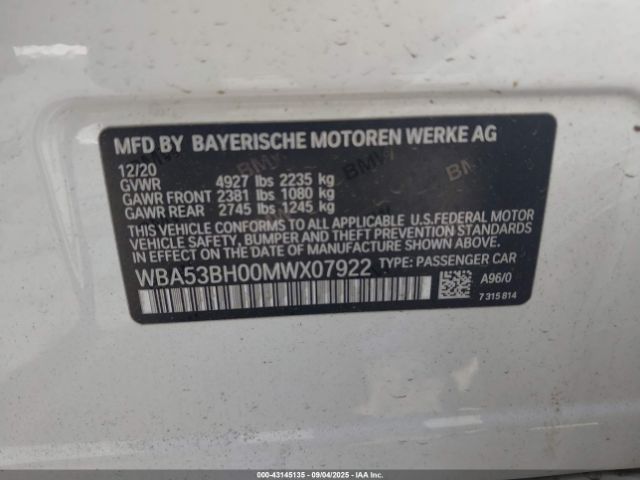 MFD BY BAYERISCHE MOTOREN WERKE AG
12/20
GVWR 4927 lbs 2235 kg
GAWR FRONT 2381 lbs 1080 kg
GAWR REAR 2745 lbs 1245 kg
THIS VEHICLE CONFORMS TO ALL APPLICABLE U.S.FEDERAL MOTOR
VEHICLE SAFETY, BUMPER AND THEFT PREVENTION STANDARDS
IN EFFECT ON THE DATE OF MANUFACTURE SHOWN ABOVE.
WBA53BH00MWX07922 TYPE: PASSENGER CAR
A96/0
7 315 814
000-43145135 - 09/04/2025 - © IAA, Inc. All Rights Reserved